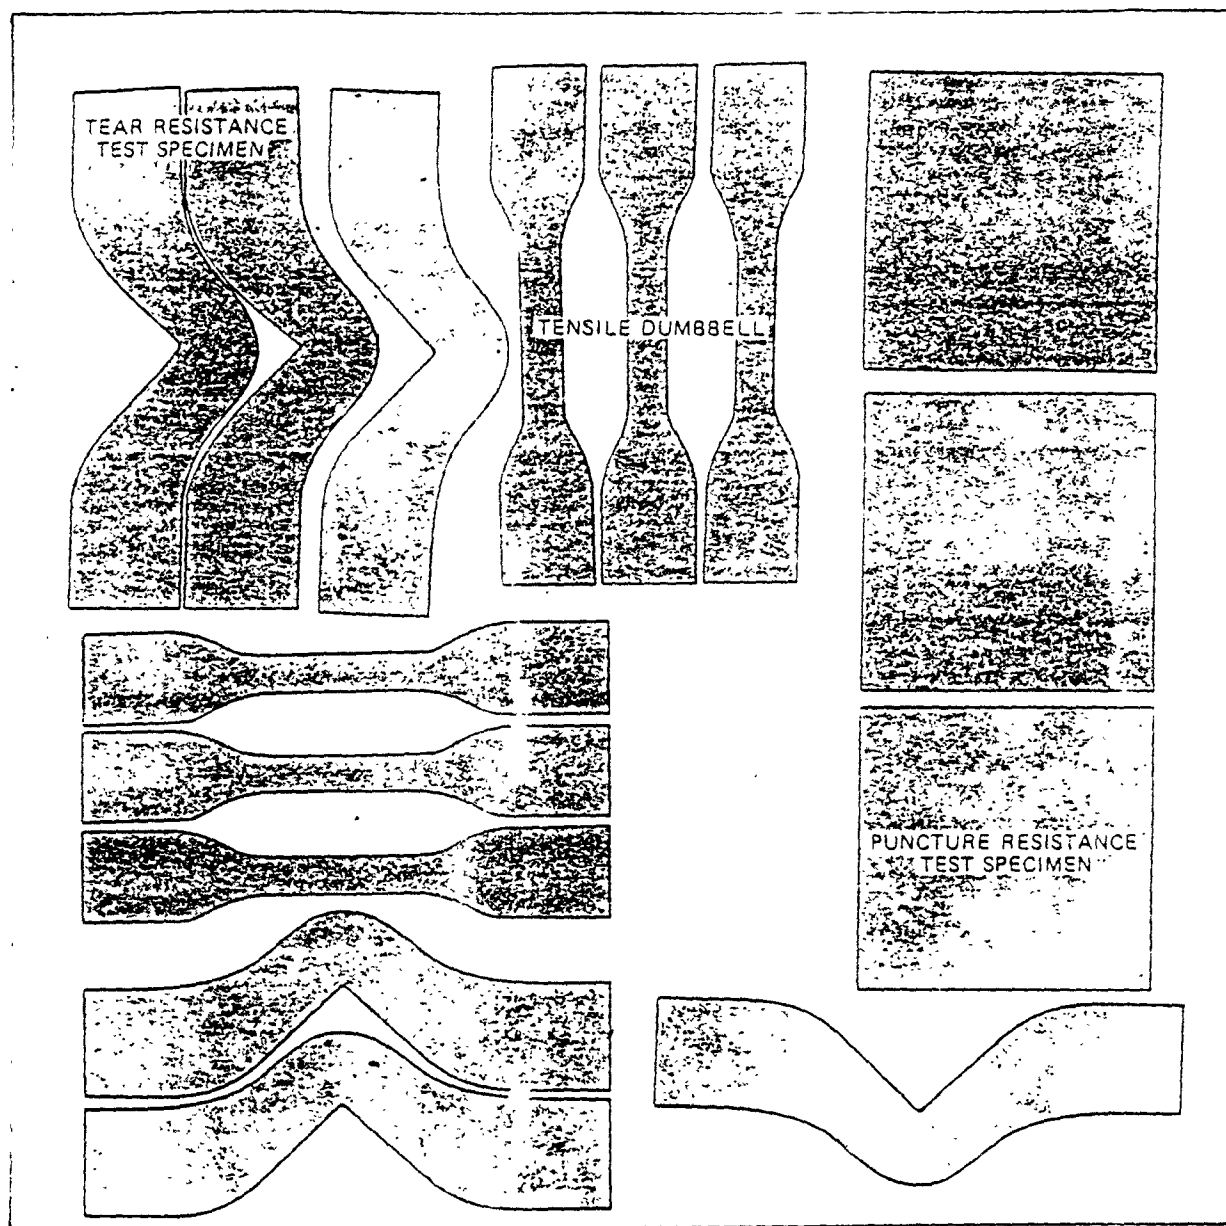 TEAR RESISTANCE
TEST SPECIMEN
TENSILE DUMBBELL
PUNCTURE RESISTANCE
TEST SPECIMEN